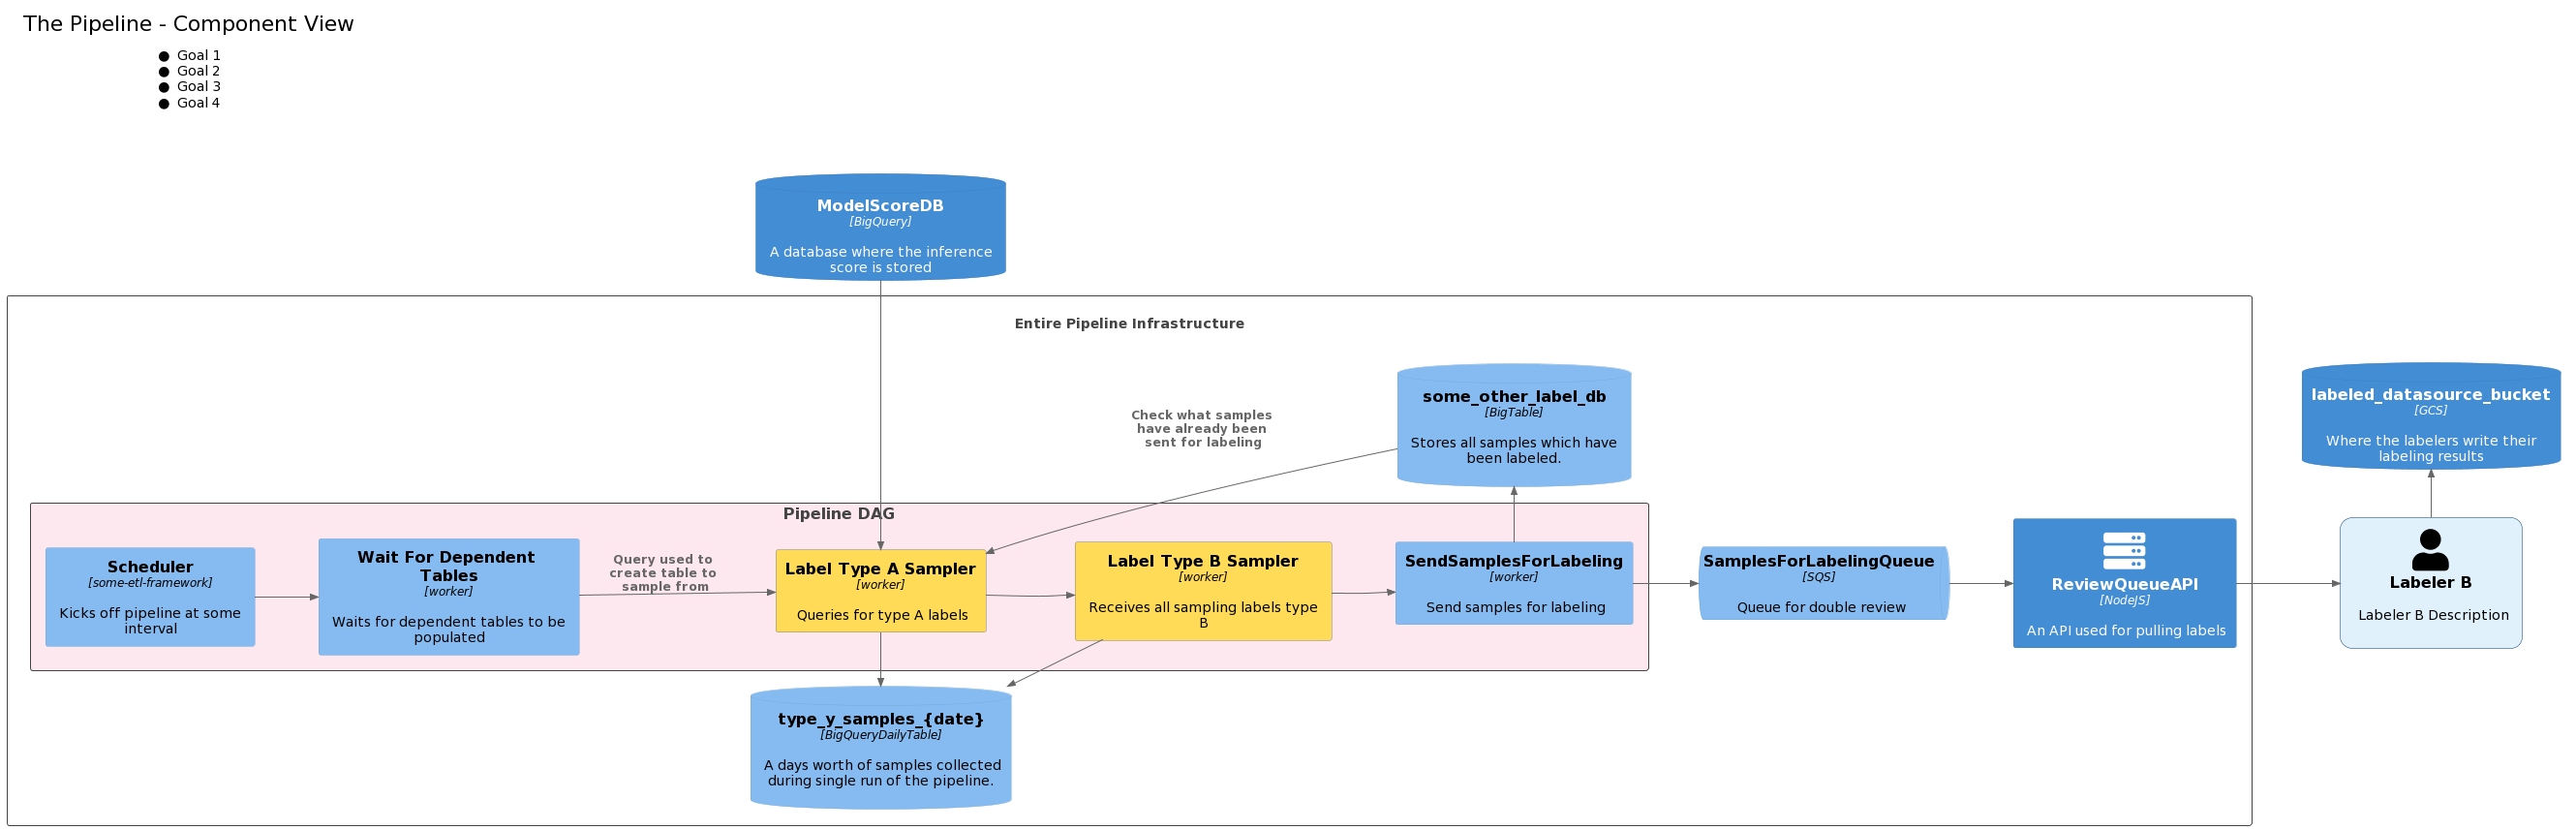 The Pipeline - Component View
● Goal 1
● Goal 2
● Goal 3
● Goal 4
ModelScoreDB
[BigQuery]
A database where the inference
score is stored
Entire Pipeline Infrastructure
Check what samples
have already been
sent for labeling
some_other_label_db
[BigTable]
Stores all samples which have
been labeled.
labeled_datasource_bucket
[GCS]
Where the labelers write their
labeling results
Pipeline DAG
Scheduler
[some-etl-framework]
Kicks off pipeline at some
interval
Wait For Dependent
Tables
[worker]
Waits for dependent tables to be
populated
Query used to
create table to
sample from
Label Type A Sampler
[worker]
Queries for type A labels
Label Type B Sampler
[worker]
Receives all sampling labels type
B
SendSamplesForLabeling
[worker]
Send samples for labeling
SamplesForLabelingQueue
[SQS]
Queue for double review
ReviewQueueAPI
[NodeJS]
An API used for pulling labels
Labeler B
Labeler B Description
type_y_samples_{date}
[BigQueryDailyTable]
A days worth of samples collected
during single run of the pipeline.